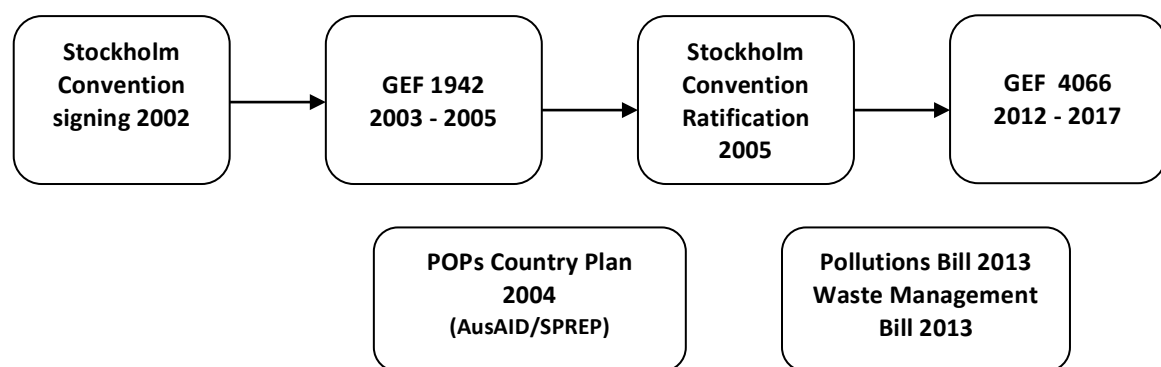 Stockholm
Convention
signing 2002
GEF 1942
2003 - 2005
Stockholm
Convention
Ratification
2005
GEF  4066
2012 - 2017
POPs Country Plan
2004
(AusAID/SPREP)
Pollutions Bill 2013
Waste Management
Bill 2013